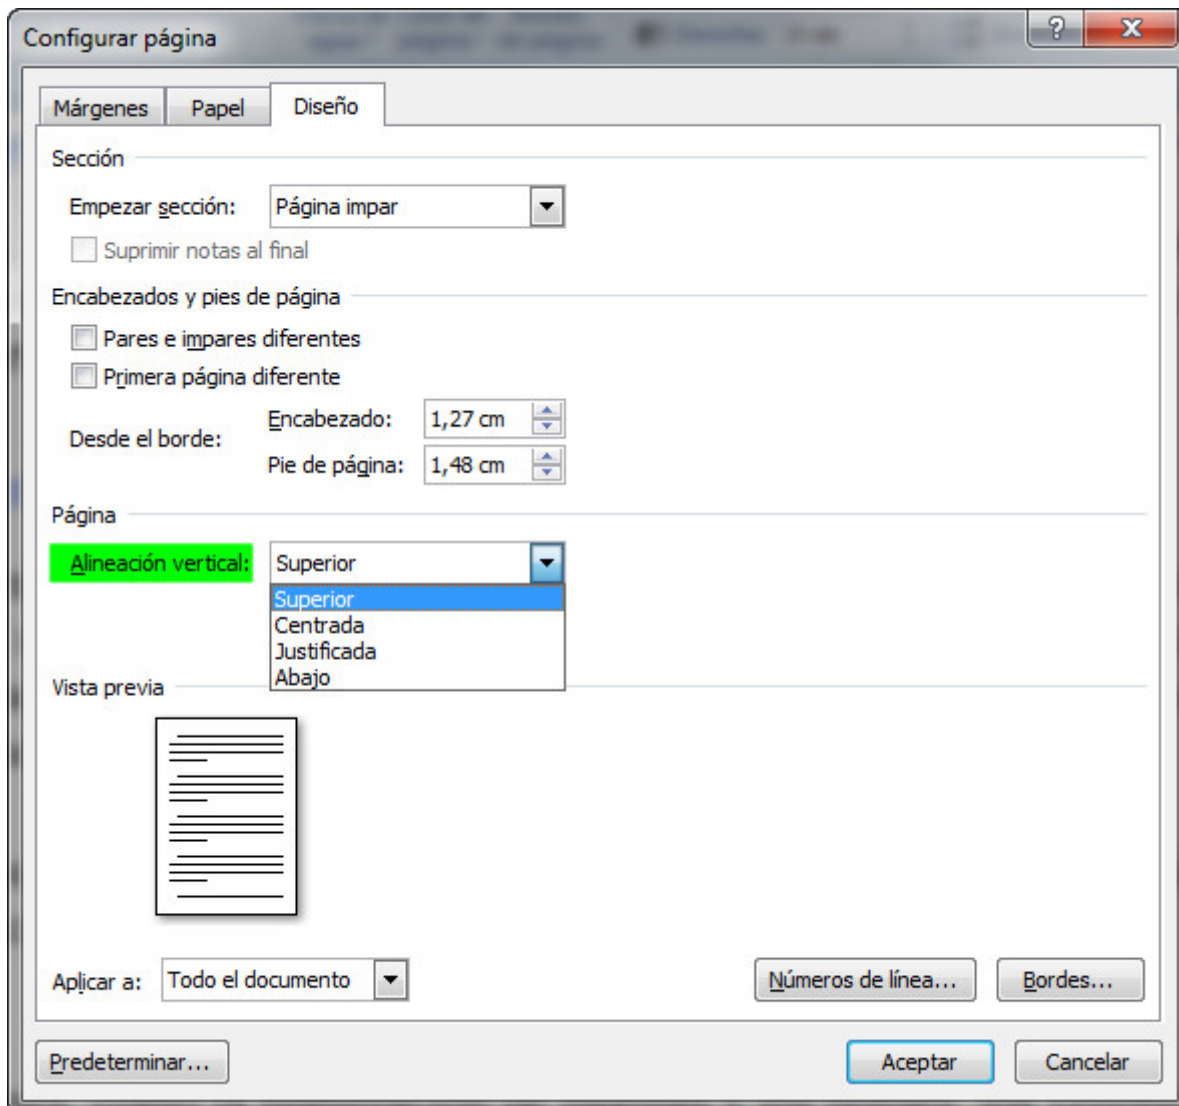 Configurar página
Márgenes Papel Diseño
Sección
Empezar sección: Página impar
Suprimir notas al final
Encabezados y pies de página
Pares e impares diferentes
Primera página diferente
Desde el borde:
Encabezado: 1,27 cm
Pie de página: 1,48 cm
Página
Alineación vertical: Superior
Superior
Centrada
Justificada
Abajo
Vista previa
Aplicar a: Todo el documento Números de línea... Bordes...
Predeterminar... Aceptar Cancelar